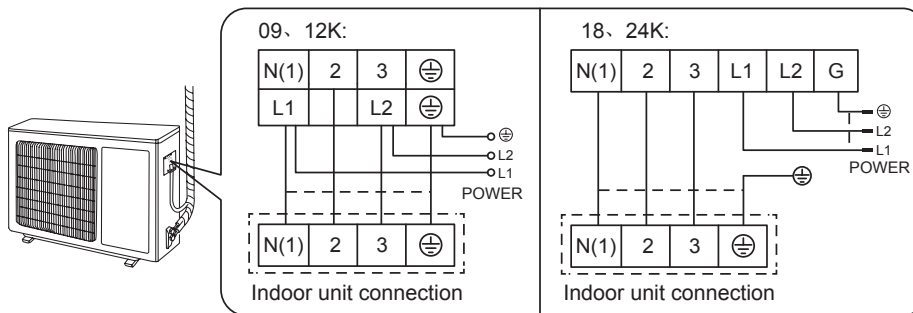 09、12K:
N(1) 2 3
L1 L2
L2
L1
POWER
N(1) 2 3
Indoor unit connection
18、24K:
N(1) 2 3 L1 L2 G
L2
L1
POWER
N(1) 2 3
Indoor unit connection